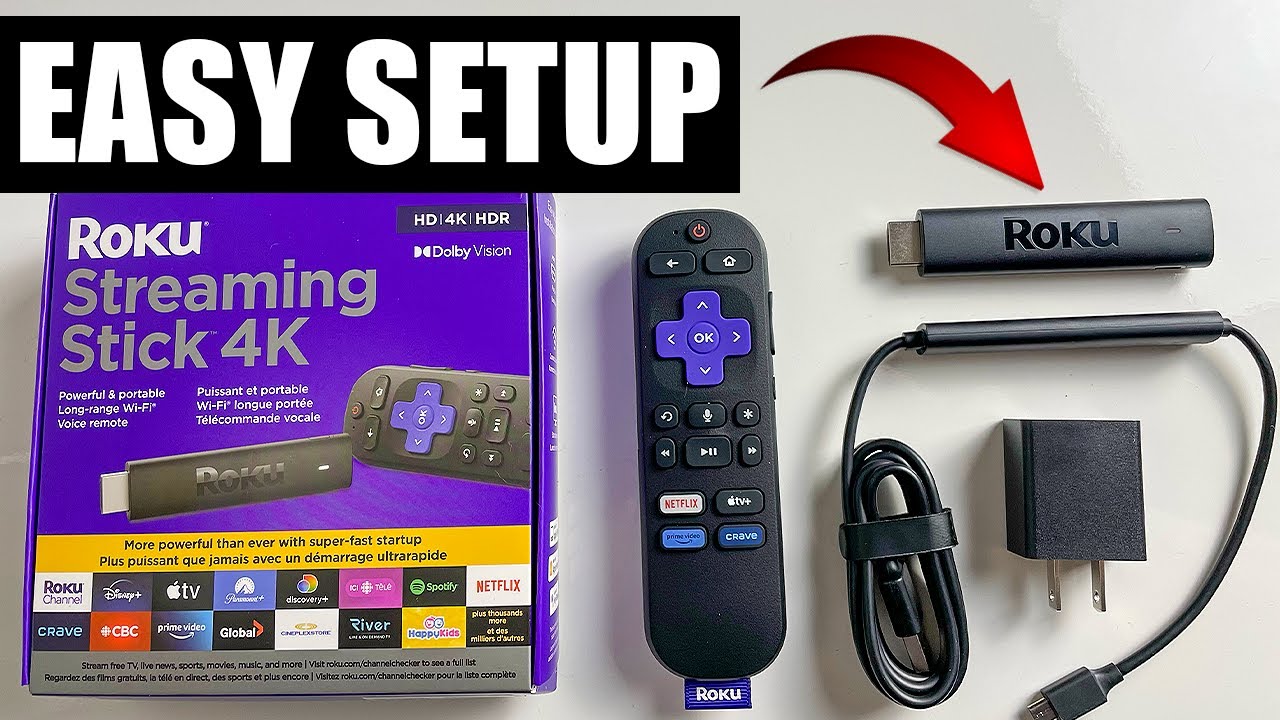 EASY SETUP
Roku
HD|4K|HDR
Dolby Vision
Streaming
Stick™ 4K
Powerful & portable
Long-range Wi-Fi®
Voice remote
Puissant et portable
Wi-Fi® longue portée
Télécommande vocale
Roku
More powerful than ever with super-fast startup
Plus puissant que jamais avec un démarrage ultrarapide
Roku Channel
Disney+
tv
Paramount+
discovery+
ICI Télé
Spotify
NETFLIX
CRAVE
CBC
prime video
Global
CINEPLEXSTORE
River
LIVE & ON DEMAND TV
HappyKids
plus thousands more
et des milliers d'autres
Stream free TV, live news, sports, movies, music, and more | Visit roku.com/channelchecker to see a full list
Regardez des films gratuits, la télé en direct, des sports et plus encore | Visitez roku.com/channelchecker pour la liste complète
OK
NETFLIX
tv+
prime video
CRAVE
Roku
Roku